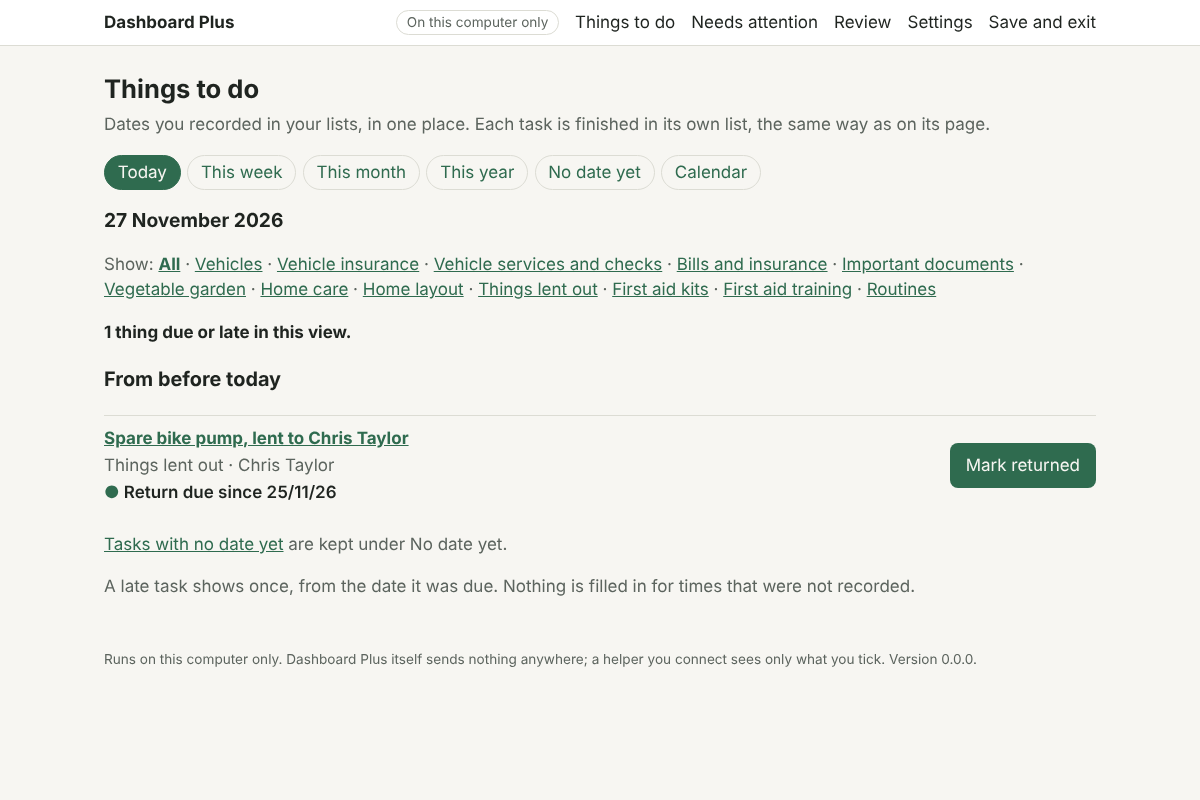 Dashboard Plus
On this computer only
Things to do
Needs attention
Review
Settings
Save and exit
Things to do
Dates you recorded in your lists, in one place. Each task is finished in its own list, the same way as on its page.
Today
This week
This month
This year
No date yet
Calendar
27 November 2026
Show: All · Vehicles · Vehicle insurance · Vehicle services and checks · Bills and insurance · Important documents ·
Vegetable garden · Home care · Home layout · Things lent out · First aid kits · First aid training · Routines
1 thing due or late in this view.
From before today
Spare bike pump, lent to Chris Taylor
Things lent out · Chris Taylor
Return due since 25/11/26
Mark returned
Tasks with no date yet are kept under No date yet.
A late task shows once, from the date it was due. Nothing is filled in for times that were not recorded.
Runs on this computer only. Dashboard Plus itself sends nothing anywhere; a helper you connect sees only what you tick. Version 0.0.0.